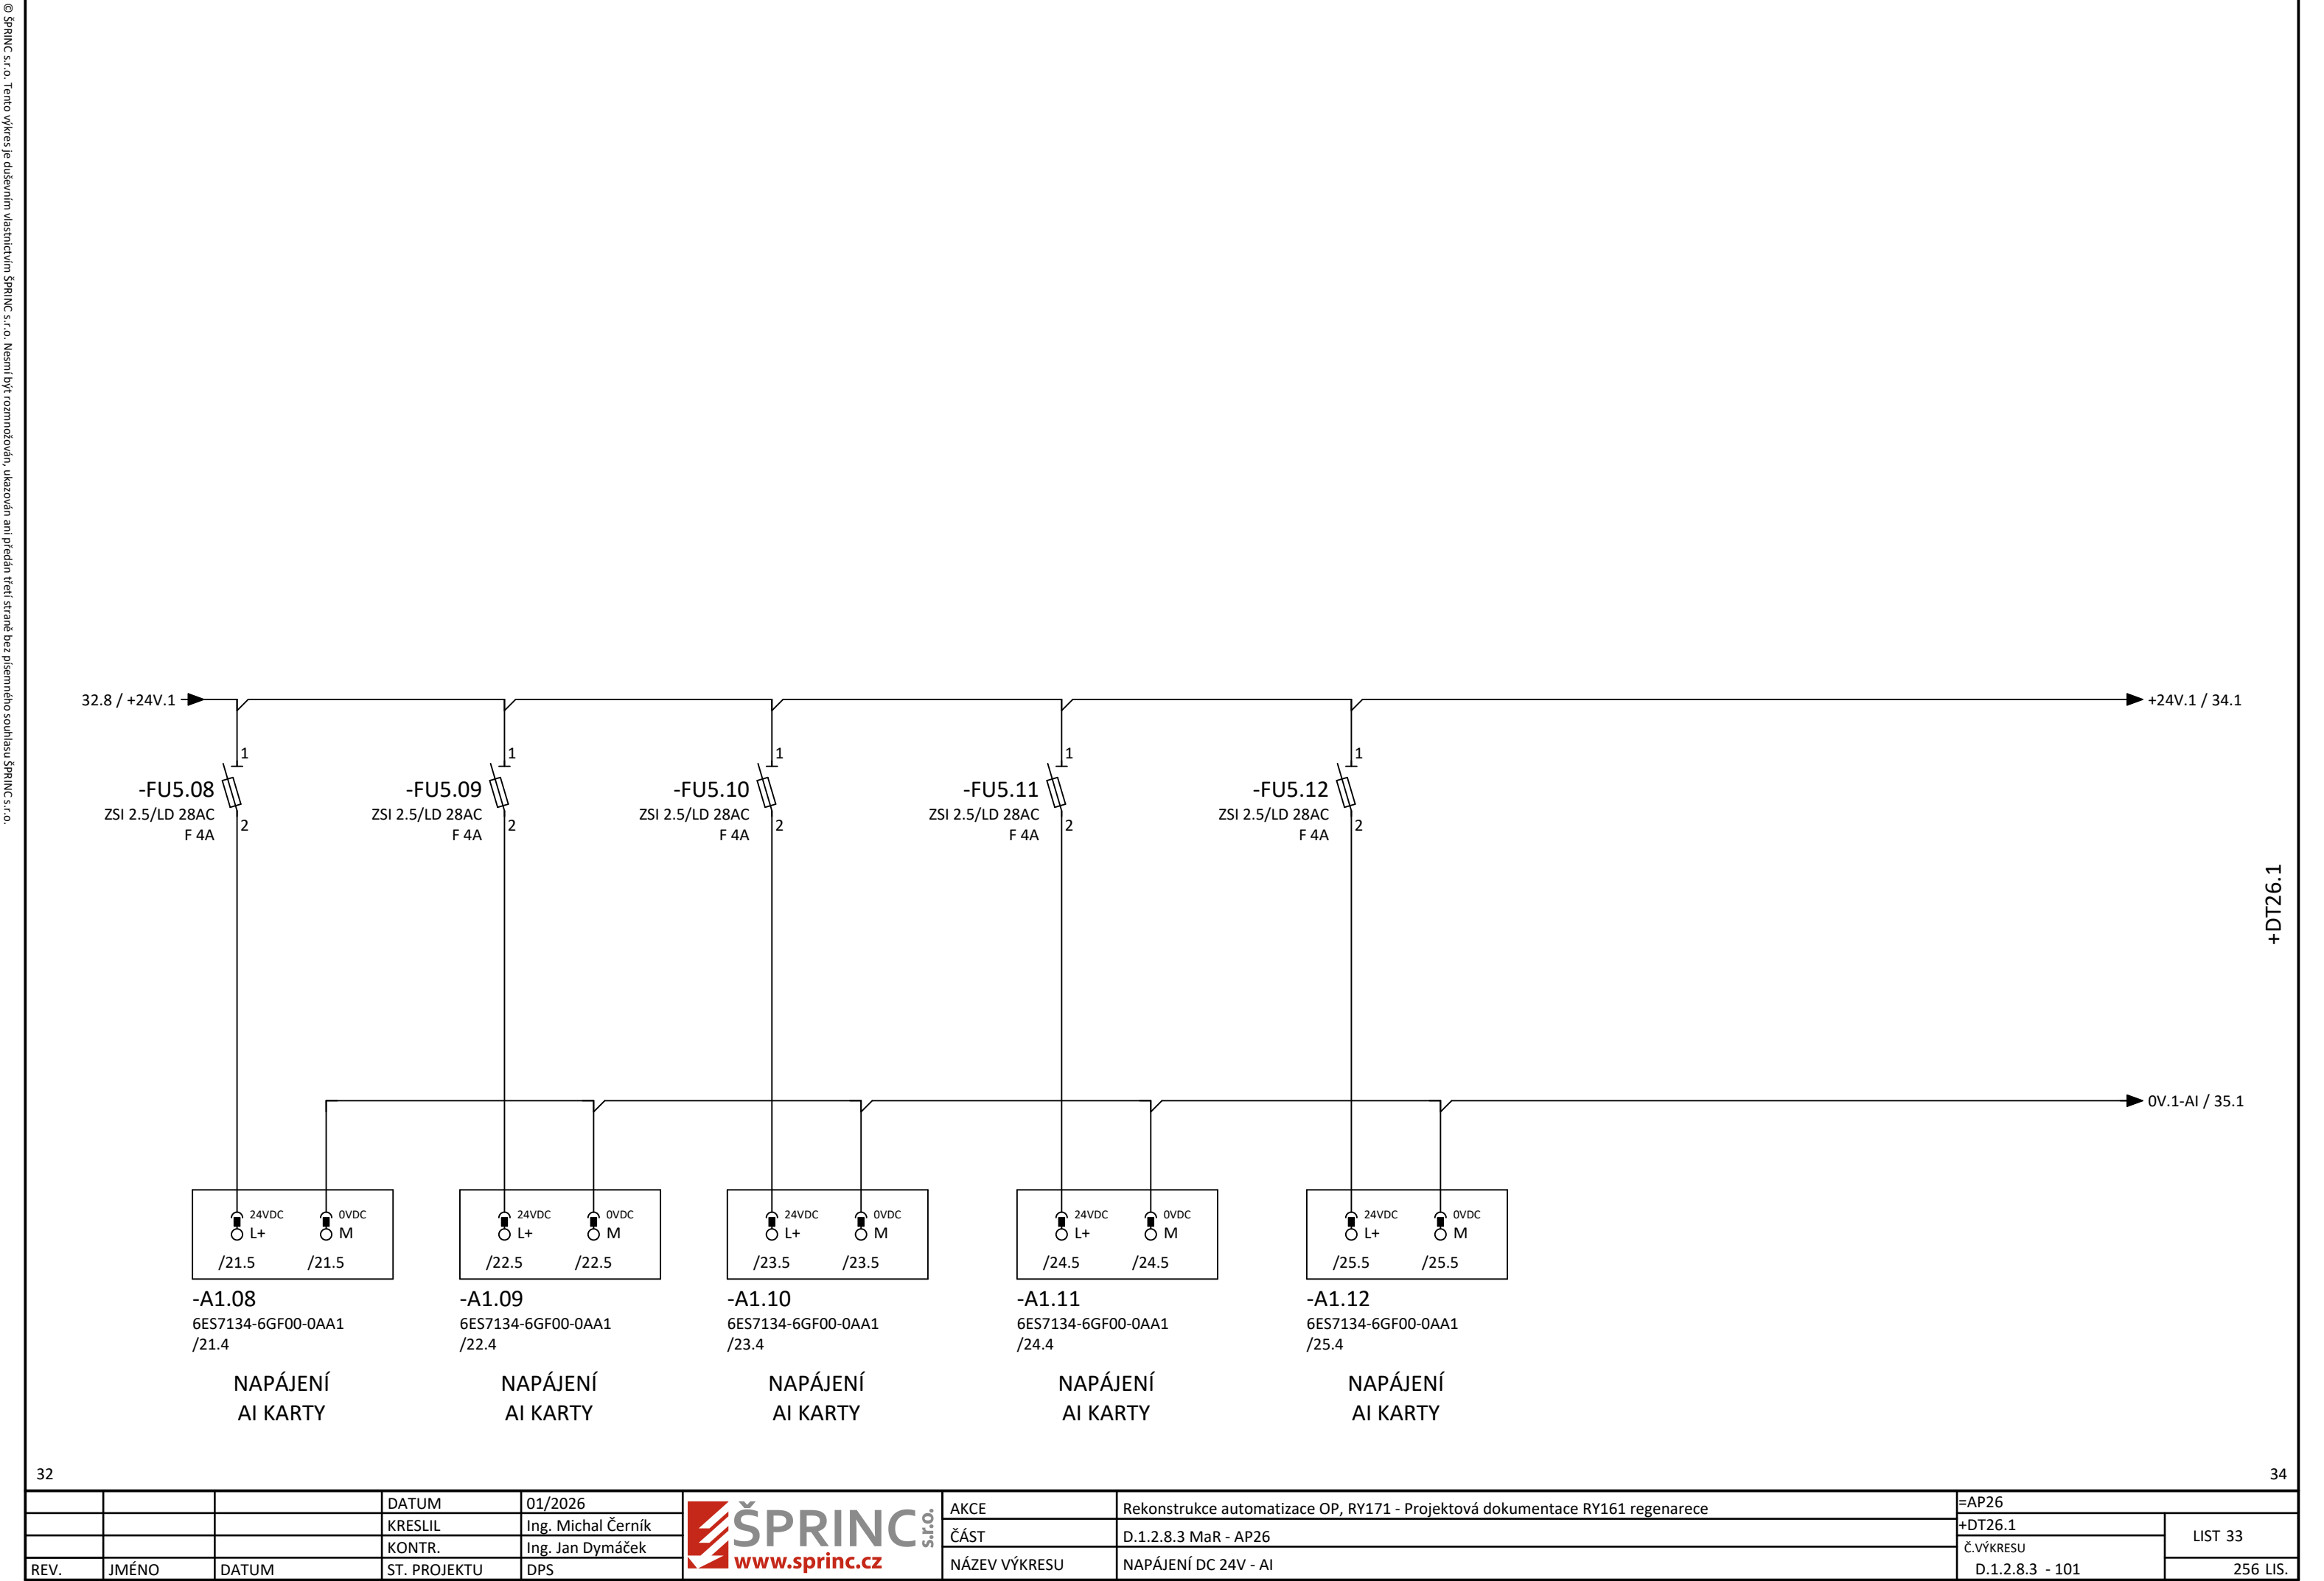 © ŠPRINC s.r.o. Tento výkres je duševním vlastnictvím ŠPRINC s.r.o. Nesmí být rozmnožován, ukazován ani předán třetí straně bez písemného souhlasu ŠPRINC s.r.o.
32.8 / +24V.1
+24V.1 / 34.1
1
1
1
1
1
-FU5.08
-FU5.09
-FU5.10
-FU5.11
-FU5.12
ZSI 2.5/LD 28AC
ZSI 2.5/LD 28AC
ZSI 2.5/LD 28AC
ZSI 2.5/LD 28AC
ZSI 2.5/LD 28AC
F 4A
F 4A
F 4A
F 4A
F 4A
2
2
2
2
2
+DT26.1
0V.1-AI / 35.1
24VDC 0VDC
L+ M
/21.5 /21.5
-A1.08
6ES7134-6GF00-0AA1
/21.4
NAPÁJENÍ
AI KARTY
24VDC 0VDC
L+ M
/22.5 /22.5
-A1.09
6ES7134-6GF00-0AA1
/22.4
NAPÁJENÍ
AI KARTY
24VDC 0VDC
L+ M
/23.5 /23.5
-A1.10
6ES7134-6GF00-0AA1
/23.4
NAPÁJENÍ
AI KARTY
24VDC 0VDC
L+ M
/24.5 /24.5
-A1.11
6ES7134-6GF00-0AA1
/24.4
NAPÁJENÍ
AI KARTY
24VDC 0VDC
L+ M
/25.5 /25.5
-A1.12
6ES7134-6GF00-0AA1
/25.4
NAPÁJENÍ
AI KARTY
32
34
REV. JMÉNO DATUM
DATUM 01/2026
KRESLIL Ing. Michal Černík
KONTR. Ing. Jan Dymáček
ST. PROJEKTU DPS
ŠPRINC s.r.o.
www.sprinc.cz
AKCE Rekonstrukce automatizace OP, RY171 - Projektová dokumentace RY161 regenarece
ČÁST D.1.2.8.3 MaR - AP26
NÁZEV VÝKRESU NAPÁJENÍ DC 24V - AI
=AP26
+DT26.1
LIST 33
Č.VÝKRESU
D.1.2.8.3 - 101
256 LIS.